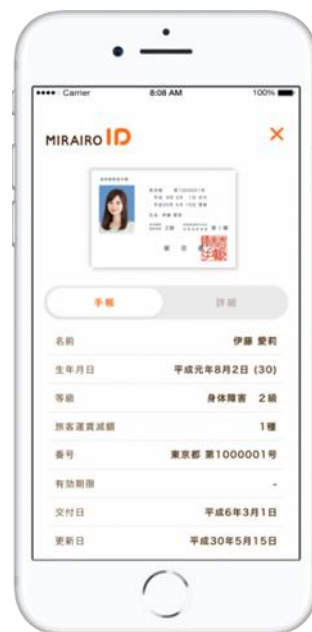 Carrier 8:08 AM 100%
MIRAIRO ID
×
手帳 詳細
名前 伊藤 愛莉
生年月日 平成元年8月2日 (30)
等級 身体障害 2級
旅客運賃減額 1種
番号 東京都 第1000001号
有効期限 -
交付日 平成6年3月1日
更新日 平成30年5月15日